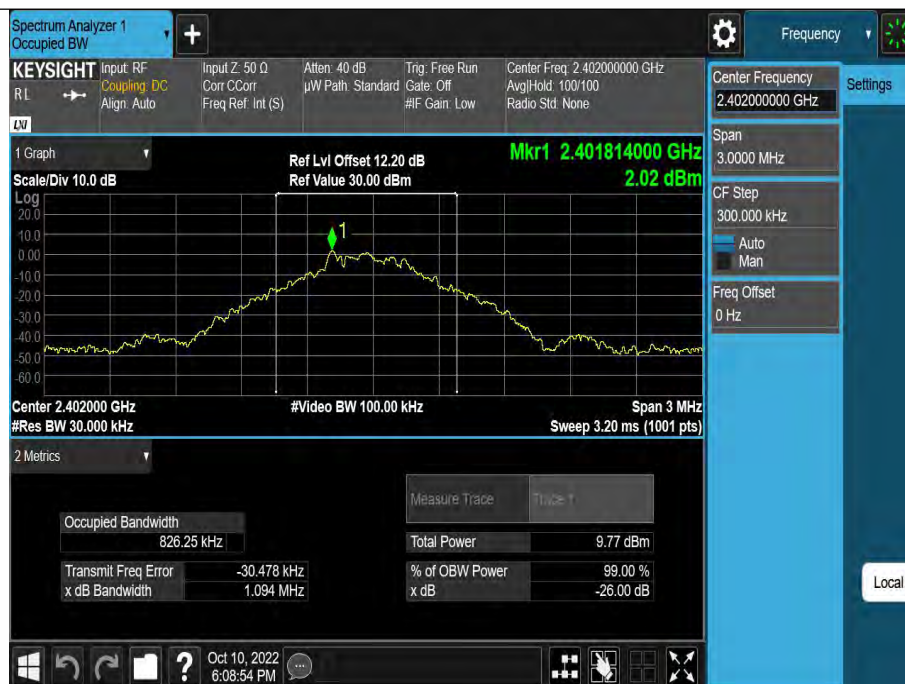 Spectrum Analyzer 1
Occupied BW
Frequency
KEYSIGHT
R L
LXI
Input: RF
Coupling: DC
Align: Auto
Input Z: 50 Ω
Corr CCorr
Freq Ref: Int (S)
Atten: 40 dB
µW Path: Standard
Trig: Free Run
Gate: Off
#IF Gain: Low
Center Freq: 2.402000000 GHz
Avg|Hold: 100/100
Radio Std: None
Center Frequency
2.402000000 GHz
Settings
Span
3.0000 MHz
CF Step
300.000 kHz
Auto
Man
Freq Offset
0 Hz
1 Graph
Scale/Div 10.0 dB
Ref Lvl Offset 12.20 dB
Ref Value 30.00 dBm
Mkr1 2.401814000 GHz
2.02 dBm
Log
20.0
10.0
0.00
-10.0
-20.0
-30.0
-40.0
-50.0
-60.0
1
Center 2.402000 GHz
#Res BW 30.000 kHz
#Video BW 100.00 kHz
Span 3 MHz
Sweep 3.20 ms (1001 pts)
2 Metrics
Measure Trace
Trace 1
Occupied Bandwidth
826.25 kHz
Total Power
9.77 dBm
Transmit Freq Error
-30.478 kHz
% of OBW Power
99.00 %
x dB Bandwidth
1.094 MHz
x dB
-26.00 dB
Local
?
Oct 10, 2022
6:08:54 PM